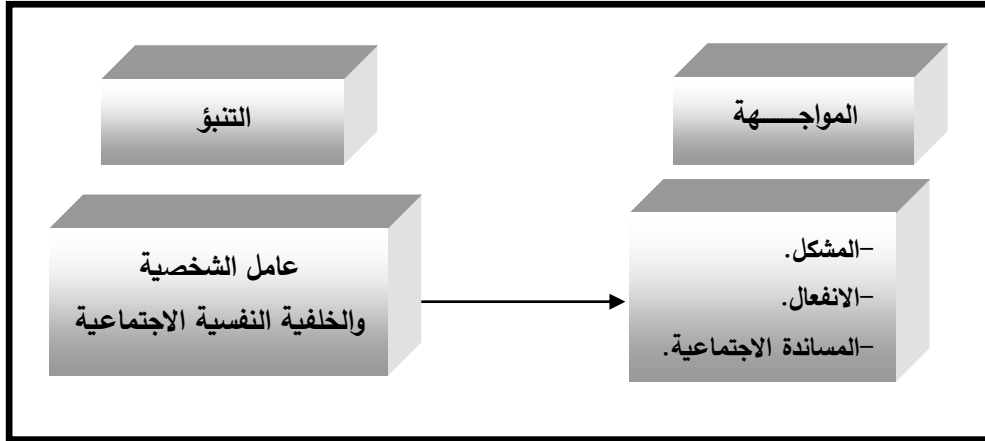 المواجـــــهة
التنبؤ
-المشكل.
-الانفعال.
-المساندة الاجتماعية.
عامل الشخصية
والخلفية النفسية الاجتماعية